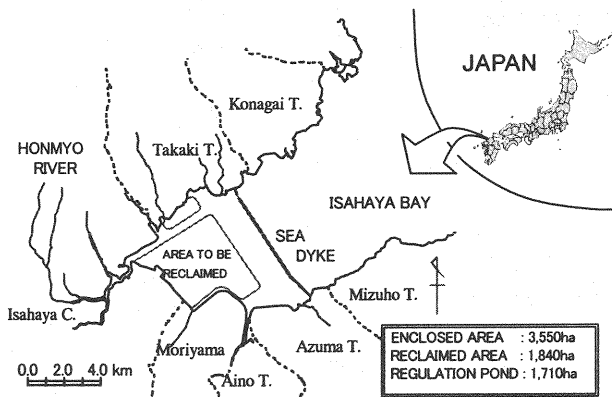 JAPAN
Konagai T.
HONMYO
RIVER
Takaki T.
ISAHAYA BAY
SEA
DYKE
AREA TO BE
RECLAIMED
Mizuho T.
Isahaya C.
Moriyama
Azuma T.
Aino T.
0.0 2.0 4.0 km
ENCLOSED AREA : 3,550ha
RECLAIMED AREA : 1,840ha
REGULATION POND : 1,710ha